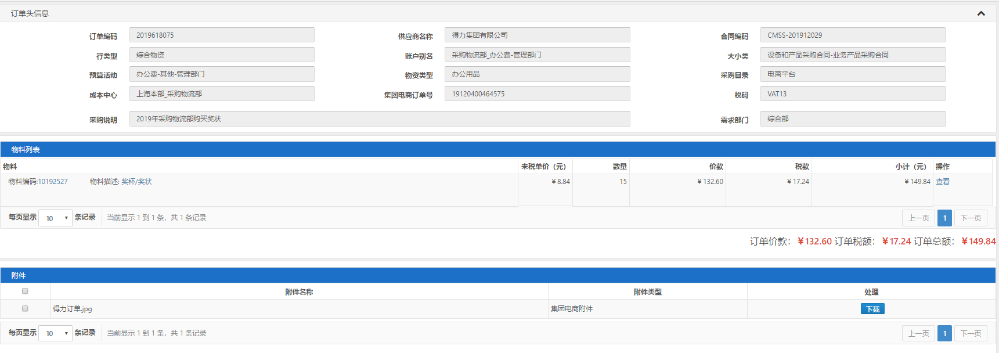 订单头信息
订单编码 2019618075 供应商名称 得力集团有限公司 合同编码 CMSS-201912029
行类型 综合物资 账户别名 采购物流部_办公费-管理部门 大小类 设备和产品采购合同-业务产品采购合同
预算活动 办公费-其他-管理部门 物资类型 办公用品 采购目录 电商平台
成本中心 上海本部_采购物流部 集团电商订单号 19120400464575 税码 VAT13
采购说明 2019年采购物流部购买奖状 需求部门 综合部
物料列表
物料 未税单价（元） 数量 价款 税款 小计（元） 操作
物料编码:10192527 物料描述: 奖杯/奖状 ¥8.84 15 ¥132.60 ¥17.24 ¥149.84 查看
每页显示 10 条记录 当前显示 1 到 1 条，共 1 条记录 上一页 1 下一页
订单价款： ¥132.60 订单税额： ¥17.24 订单总额： ¥149.84
附件
附件名称 附件类型 处理
得力订单.jpg 集团电商附件 下载
每页显示 10 条记录 当前显示 1 到 1 条，共 1 条记录 上一页 1 下一页